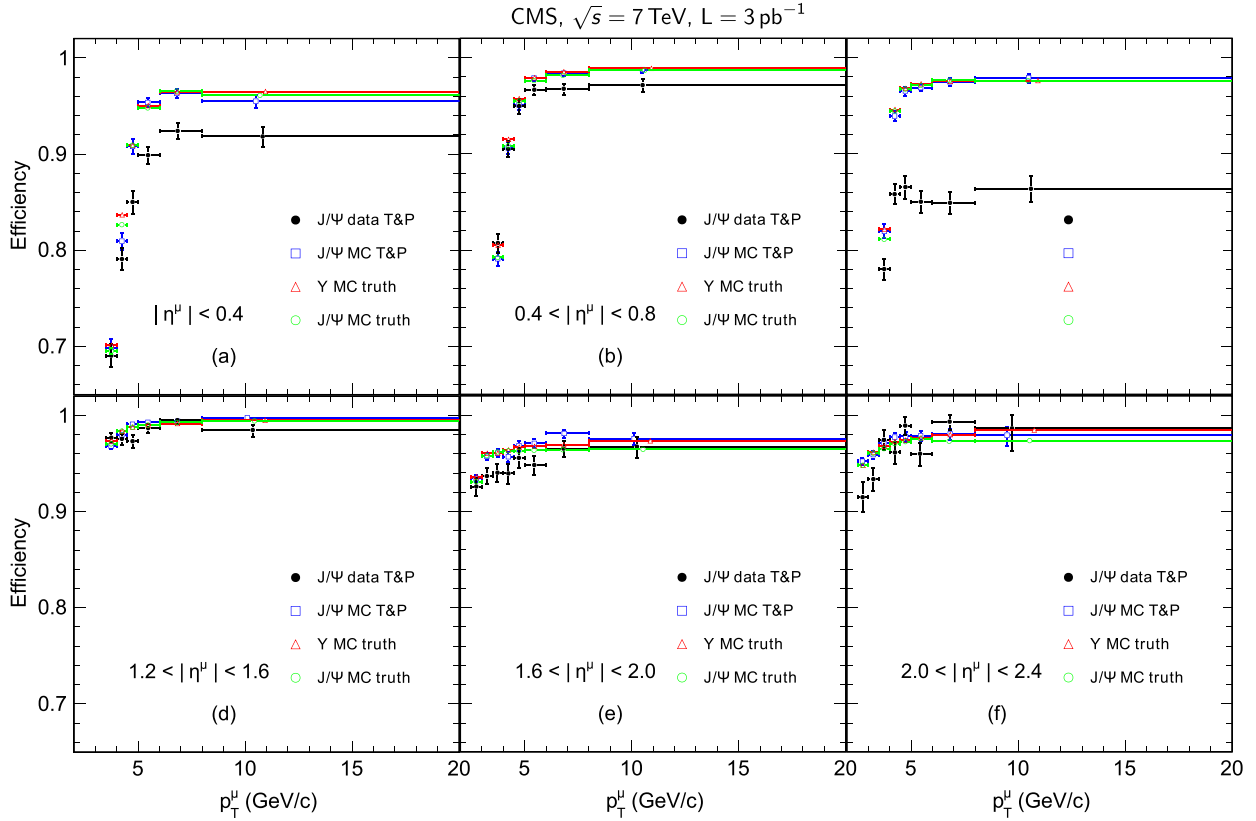 CMS, √s = 7 TeV, L = 3 pb⁻¹
Efficiency
1
0.9
0.8
0.7
J/Ψ data T&P
J/Ψ MC T&P
Υ MC truth
J/Ψ MC truth
| η^μ | < 0.4
(a)
J/Ψ data T&P
J/Ψ MC T&P
Υ MC truth
J/Ψ MC truth
0.4 < | η^μ | < 0.8
(b)
Efficiency
1
0.9
0.8
0.7
J/Ψ data T&P
J/Ψ MC T&P
Υ MC truth
J/Ψ MC truth
1.2 < | η^μ | < 1.6
(d)
5 10 15 20
p_T^μ (GeV/c)
J/Ψ data T&P
J/Ψ MC T&P
Υ MC truth
J/Ψ MC truth
1.6 < | η^μ | < 2.0
(e)
5 10 15 20
p_T^μ (GeV/c)
J/Ψ data T&P
J/Ψ MC T&P
Υ MC truth
J/Ψ MC truth
2.0 < | η^μ | < 2.4
(f)
5 10 15 20
p_T^μ (GeV/c)